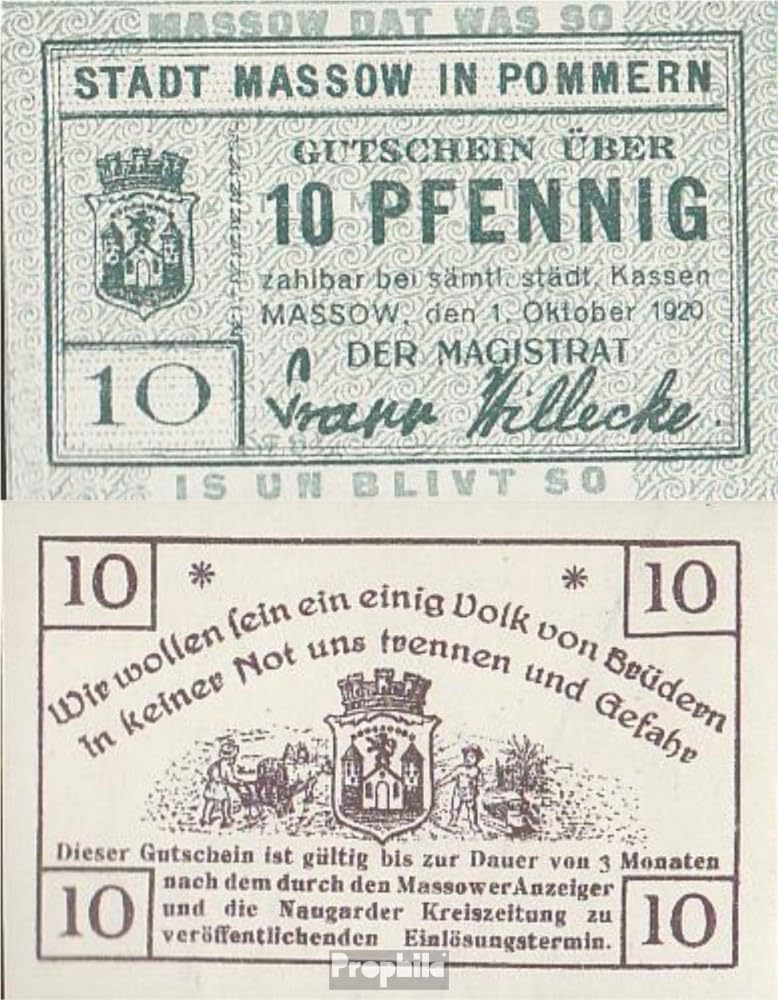 MASSOW DAT WAS SO
STADT MASSOW IN POMMERN
GUTSCHEIN ÜBER
10 PFENNIG
zahlbar bei sämtl. städt. Kassen
MASSOW, den 1. Oktober 1920
DER MAGISTRAT
10
Willecke.
IS UN BLIVT SO
10
10
Wir wollen sein ein einig Volk von Brüdern
In keiner Not uns trennen und Gefahr
Dieser Gutschein ist gültig bis zur Dauer von 3 Monaten
nach dem durch den Massower Anzeiger
und die Naugarder Kreiszeitung zu
veröffentlichenden Einlösungstermin.
10
10
Prophila